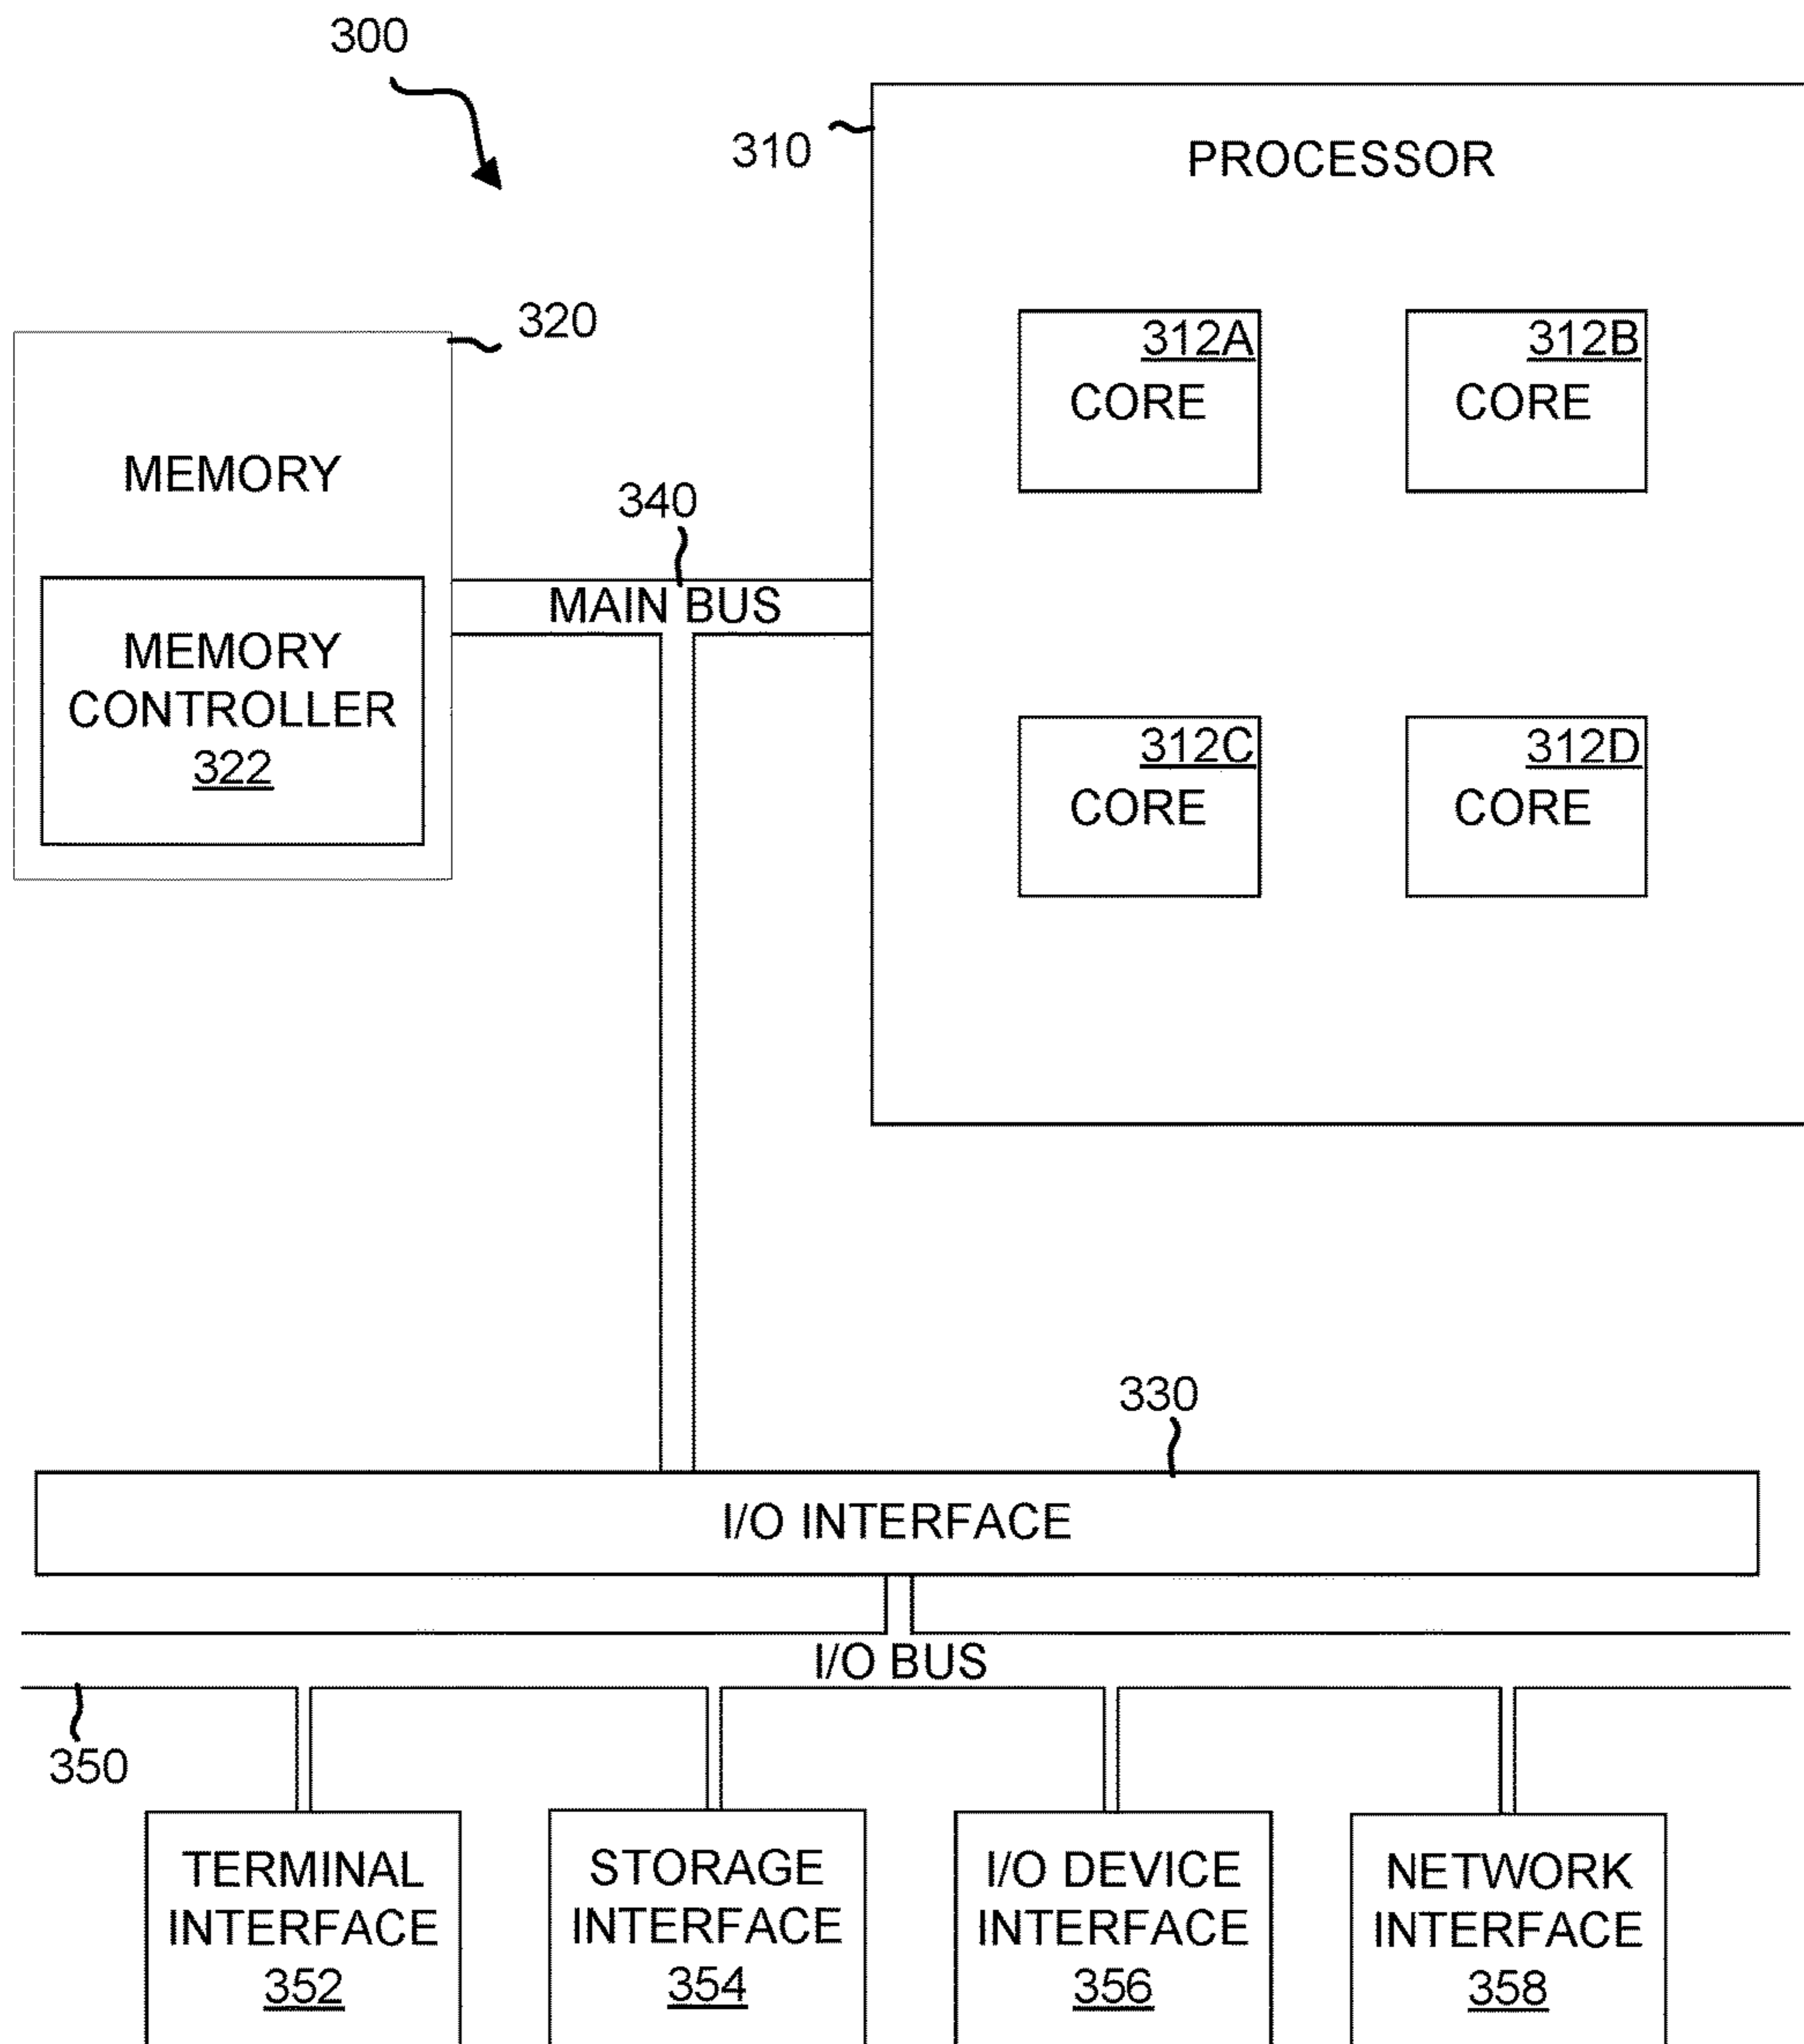 300
310
PROCESSOR
320
312A
CORE
312B
CORE
MEMORY
340
MAIN BUS
MEMORY
CONTROLLER
322
312C
CORE
312D
CORE
330
I/O INTERFACE
I/O BUS
350
TERMINAL
INTERFACE
352
STORAGE
INTERFACE
354
I/O DEVICE
INTERFACE
356
NETWORK
INTERFACE
358